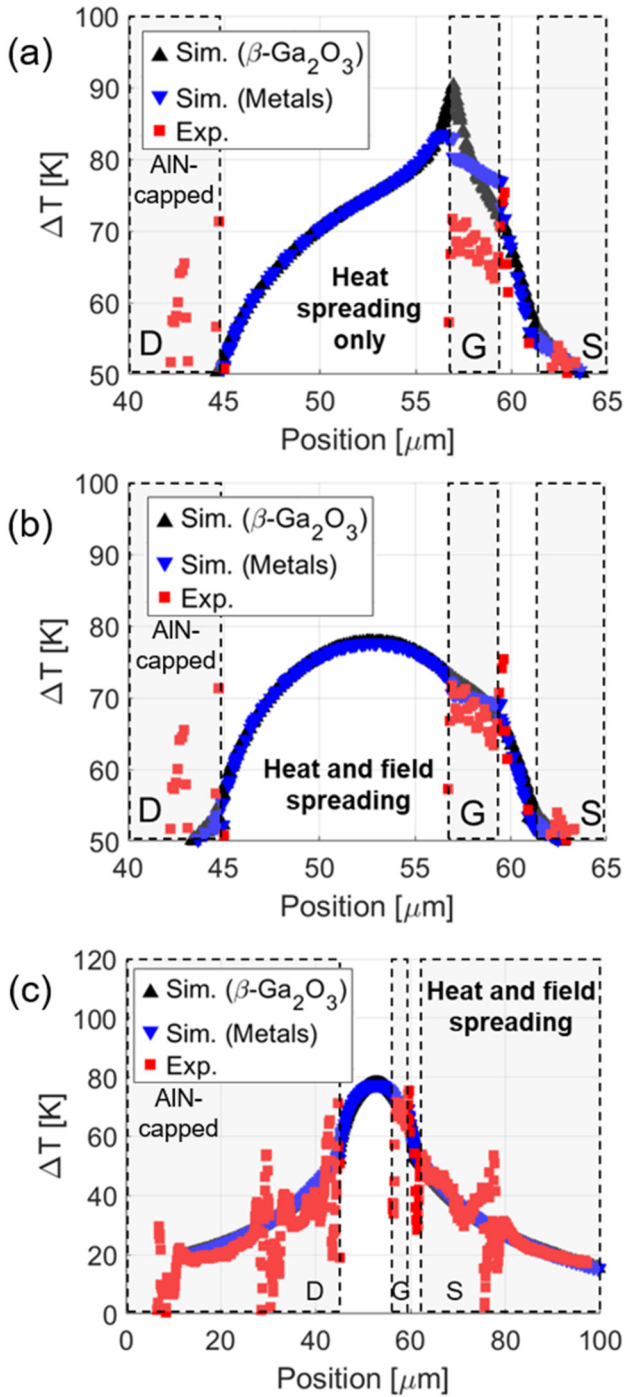 (a)
100
90
80
70
60
50
ΔT [K]
Sim. (β-Ga2O3)
Sim. (Metals)
Exp.
AlN-
capped
Heat
spreading
only
D
G
S
40 45 50 55 60 65
Position [μm]
(b)
100
90
80
70
60
50
ΔT [K]
Sim. (β-Ga2O3)
Sim. (Metals)
Exp.
AlN-
capped
Heat and field
spreading
D
G
S
40 45 50 55 60 65
Position [μm]
(c)
120
100
80
60
40
20
0
ΔT [K]
Sim. (β-Ga2O3)
Sim. (Metals)
Exp.
AlN-
capped
Heat and field
spreading
D
G
S
0 20 40 60 80 100
Position [μm]